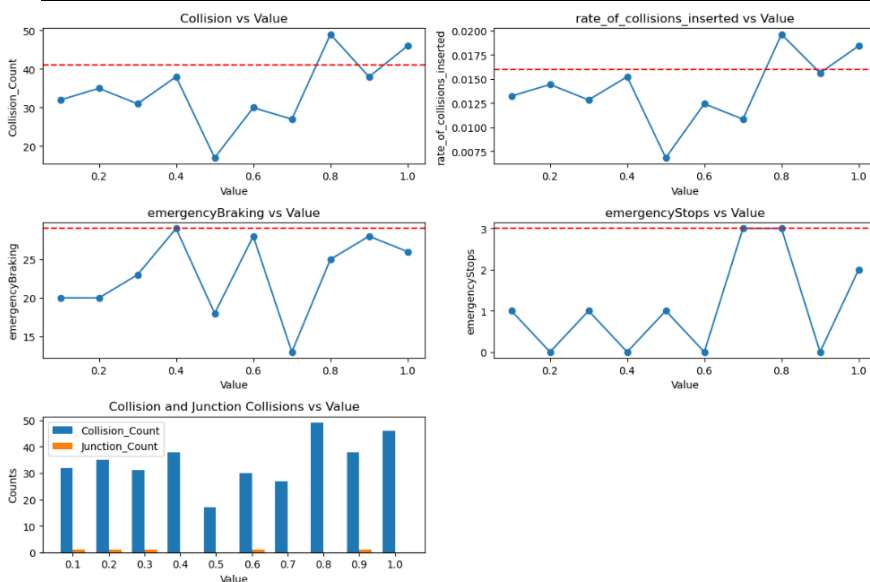 Collision vs Value
50
40
30
20
Collision_Count
0.2 0.4 0.6 0.8 1.0
Value
rate_of_collisions_inserted vs Value
0.0200
0.0175
0.0150
0.0125
0.0100
0.0075
rate_of_collisions_inserted
0.2 0.4 0.6 0.8 1.0
Value
emergencyBraking vs Value
25
20
15
emergencyBraking
0.2 0.4 0.6 0.8 1.0
Value
emergencyStops vs Value
3
2
1
0
emergencyStops
0.2 0.4 0.6 0.8 1.0
Value
Collision and Junction Collisions vs Value
50
40
30
20
10
0
Counts
Collision_Count
Junction_Count
0.1 0.2 0.3 0.4 0.5 0.6 0.7 0.8 0.9 1.0
Value